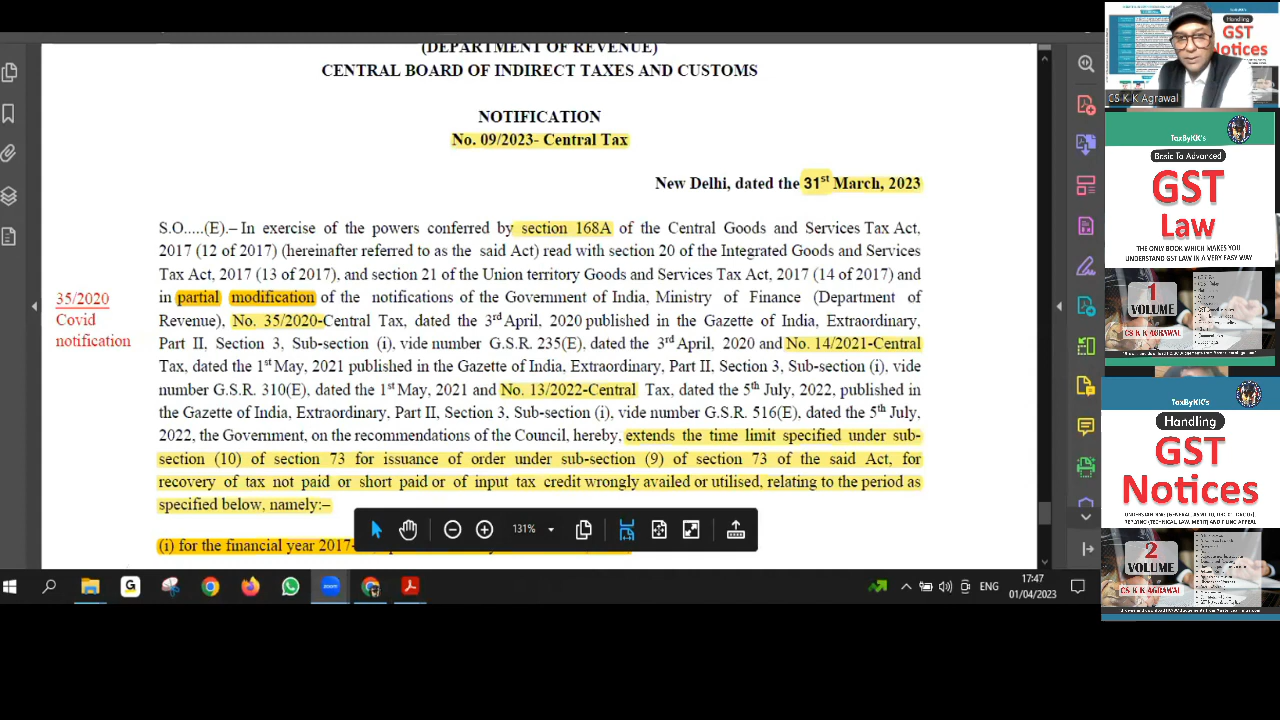 (DEPARTMENT OF REVENUE)
CENTRAL BOARD OF INDIRECT TAXES AND CUSTOMS
NOTIFICATION
No. 09/2023- Central Tax
New Delhi, dated the 31st March, 2023
S.O.....(E).– In exercise of the powers conferred by section 168A of the Central Goods and Services Tax Act,
2017 (12 of 2017) (hereinafter referred to as the said Act) read with section 20 of the Integrated Goods and Services
Tax Act, 2017 (13 of 2017), and section 21 of the Union territory Goods and Services Tax Act, 2017 (14 of 2017) and
in partial modification of the notifications of the Government of India, Ministry of Finance (Department of
Revenue), No. 35/2020-Central Tax, dated the 3rd April, 2020 published in the Gazette of India, Extraordinary,
Part II, Section 3, Sub-section (i), vide number G.S.R. 235(E), dated the 3rd April, 2020 and No. 14/2021-Central
Tax, dated the 1st May, 2021 published in the Gazette of India, Extraordinary, Part II, Section 3, Sub-section (i), vide
number G.S.R. 310(E), dated the 1st May, 2021 and No. 13/2022-Central Tax, dated the 5th July, 2022, published in
the Gazette of India, Extraordinary, Part II, Section 3, Sub-section (i), vide number G.S.R. 516(E), dated the 5th July,
2022, the Government, on the recommendations of the Council, hereby, extends the time limit specified under sub-
section (10) of section 73 for issuance of order under sub-section (9) of section 73 of the said Act, for
recovery of tax not paid or short paid or of input tax credit wrongly availed or utilised, relating to the period as
specified below, namely:–
(i) for the financial year 2017-
35/2020
Covid
notification
131%
ENG
17:47
01/04/2023
zoom
Handling
GST
Notices
CS K K Agrawal
TaxByKK's
Basic To Advanced
GST
Law
THE ONLY BOOK WHICH MAKES YOU
UNDERSTAND GST LAW IN A VERY EASY WAY
1
VOLUME
CS K K AGRAWAL
TaxByKK's
Handling
GST
Notices
2
VOLUME
CS K K AGRAWAL